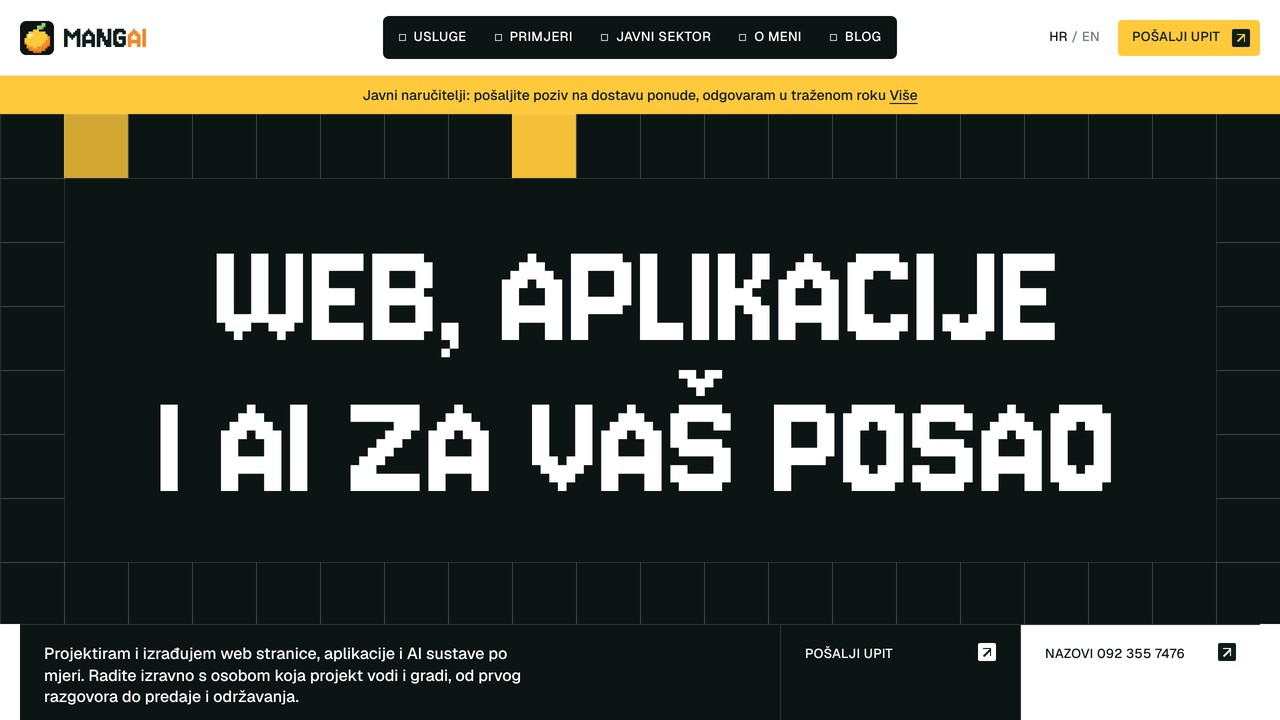 MANGAI
USLUGE
PRIMJERI
JAVNI SEKTOR
O MENI
BLOG
HR / EN
POŠALJI UPIT
Javni naručitelji: pošaljite poziv na dostavu ponude, odgovaram u traženom roku Više
WEB, APLIKACIJE
I AI ZA VAŠ POSAO
Projektiram i izrađujem web stranice, aplikacije i AI sustave po
mjeri. Radite izravno s osobom koja projekt vodi i gradi, od prvog
razgovora do predaje i održavanja.
POŠALJI UPIT
NAZOVI 092 355 7476